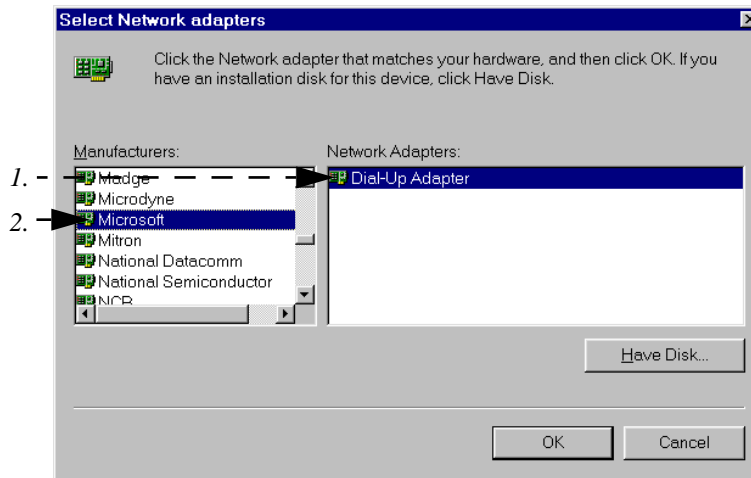 Select Network adapters
Click the Network adapter that matches your hardware, and then click OK. If you
have an installation disk for this device, click Have Disk.
Manufacturers:
Network Adapters:
1.
Madge
Dial-Up Adapter
Microdyne
2.
Microsoft
Mitron
National Datacomm
National Semiconductor
NCR
Have Disk...
OK
Cancel